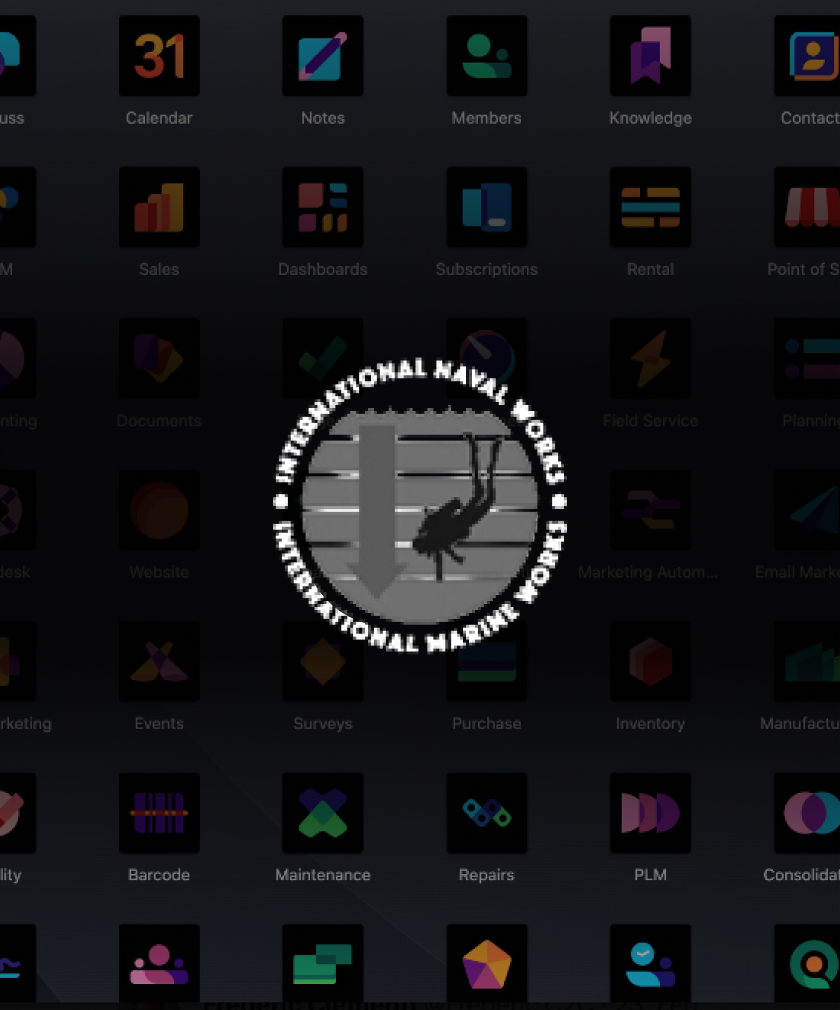 uss
31
Calendar
Notes
Members
Knowledge
Contact
M
Sales
Dashboards
Subscriptions
Rental
Point of S
nting
Documents
Field Service
Planning
INTERNATIONAL NAVAL WORKS
INTERNATIONAL MARINE WORKS
desk
Website
Marketing Autom...
Email Marke
rketing
Events
Surveys
Purchase
Inventory
Manufactu
lity
Barcode
Maintenance
Repairs
PLM
Consolidat